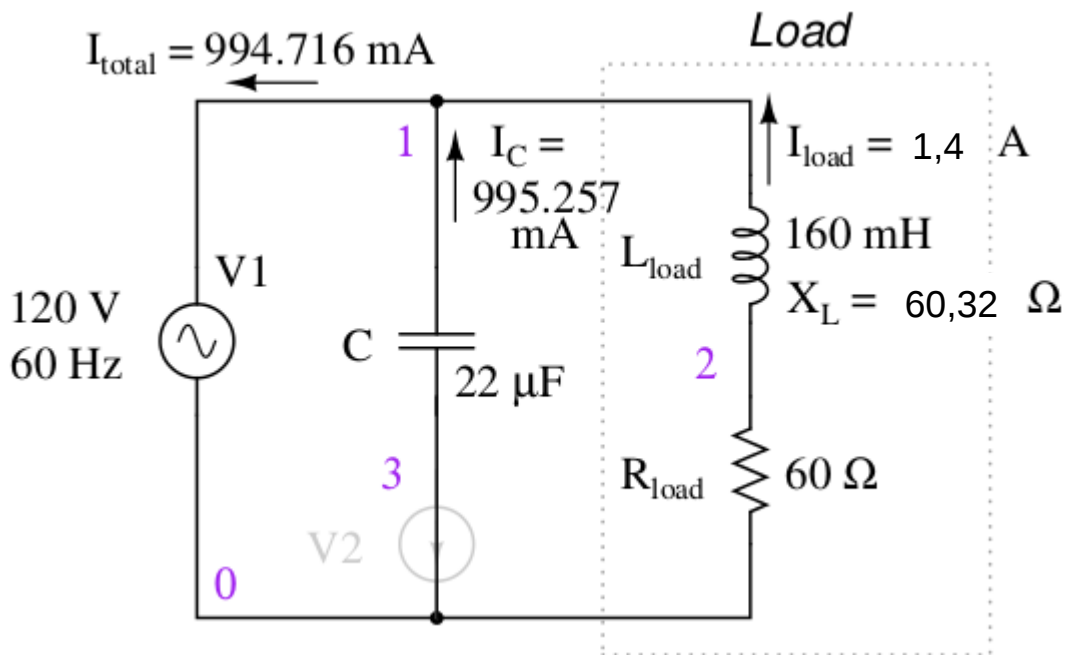 Load
I_total = 994.716 mA
1
I_C =
995.257
mA
I_load = 1,4 A
L_load
160 mH
X_L = 60,32 Ω
V1
120 V
60 Hz
C
22 μF
2
3
R_load
60 Ω
V2
0